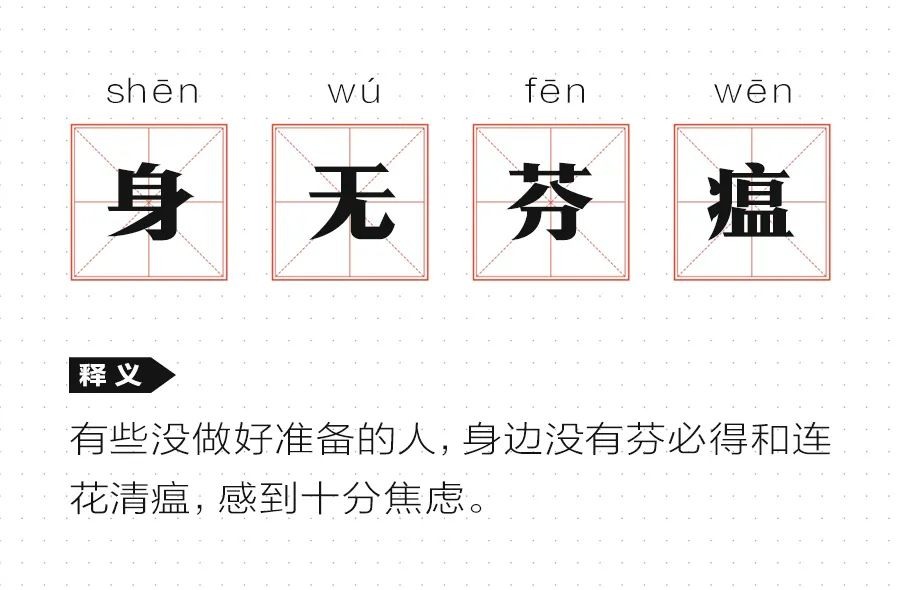 shēn wú fēn wēn
身 无 芬 瘟
释义
有些没做好准备的人，身边没有芬必得和连
花清瘟，感到十分焦虑。